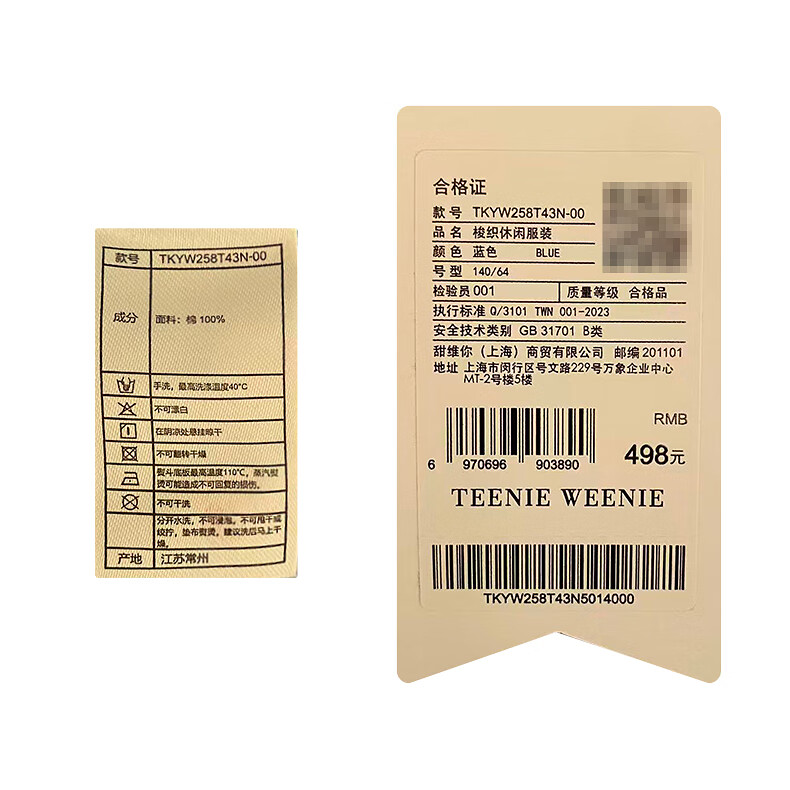 款号 TKYW258T43N-00
成分 面料：棉 100%
手洗，最高洗涤温度40°C
不可漂白
在阴凉处悬挂晾干
不可翻转干燥
熨斗底板最高温度110°C，蒸汽熨
烫可能造成不可回复的损伤。
不可干洗
分开水洗，不可浸泡，不可甩干或
绞拧，垫布熨烫，建议洗后马上干
燥。
产地 江苏常州
合格证
款号 TKYW258T43N-00
品名 梭织休闲服装
颜色 蓝色 BLUE
号型 140/64
检验员001 质量等级 合格品
执行标准 Q/3101 TWN 001-2023
安全技术类别 GB 31701 B类
甜维你（上海）商贸有限公司 邮编 201101
地址 上海市闵行区号文路229号万象企业中心
MT-2号楼5楼
RMB
498元
6 970696 903890
TEENIE WEENIE
TKYW258T43N5014000